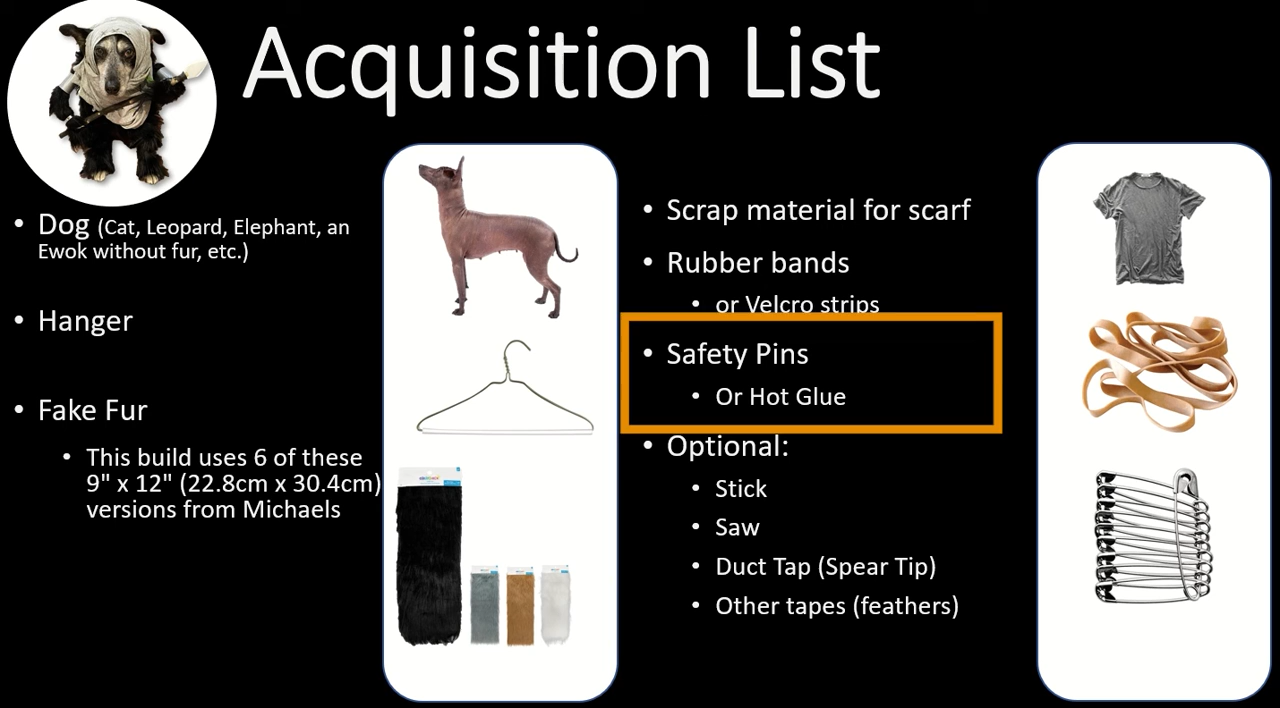 Acquisition List
Dog (Cat, Leopard, Elephant, an
Ewok without fur, etc.)
Hanger
Fake Fur
This build uses 6 of these
9" x 12" (22.8cm x 30.4cm)
versions from Michaels
Scrap material for scarf
Rubber bands
or Velcro strips
Safety Pins
Or Hot Glue
Optional:
Stick
Saw
Duct Tap (Spear Tip)
Other tapes (feathers)